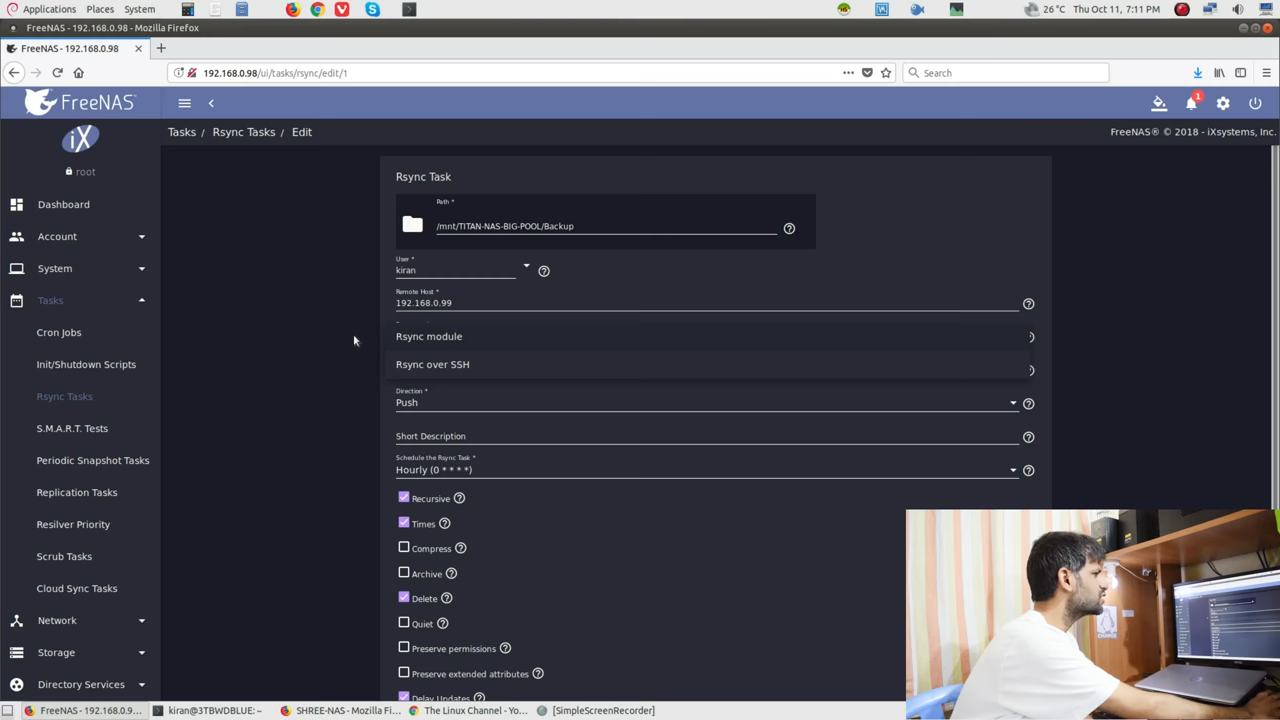 Applications Places System
26 °C Thu Oct 11, 7:11 PM
FreeNAS - 192.168.0.98 - Mozilla Firefox
FreeNAS - 192.168.0.98
192.168.0.98/ui/tasks/rsync/edit/1
Search
FreeNAS
1
Tasks / Rsync Tasks / Edit
FreeNAS® © 2018 - iXsystems, Inc.
iX
root
Dashboard
Account
System
Tasks
Cron Jobs
Init/Shutdown Scripts
Rsync Tasks
S.M.A.R.T. Tests
Periodic Snapshot Tasks
Replication Tasks
Resilver Priority
Scrub Tasks
Cloud Sync Tasks
Network
Storage
Directory Services
Rsync Task
Path *
/mnt/TITAN-NAS-BIG-POOL/Backup
User *
kiran
Remote Host *
192.168.0.99
Rsync module
Rsync over SSH
Direction *
Push
Short Description
Schedule the Rsync Task *
Hourly (0 * * * *)
Recursive
Times
Compress
Archive
Delete
Quiet
Preserve permissions
Preserve extended attributes
Delay Updates
FreeNAS - 192.168.0.9...
kiran@3TBWDBLUE: ~
SHREE-NAS - Mozilla Fi...
The Linux Channel - Yo...
[SimpleScreenRecorder]